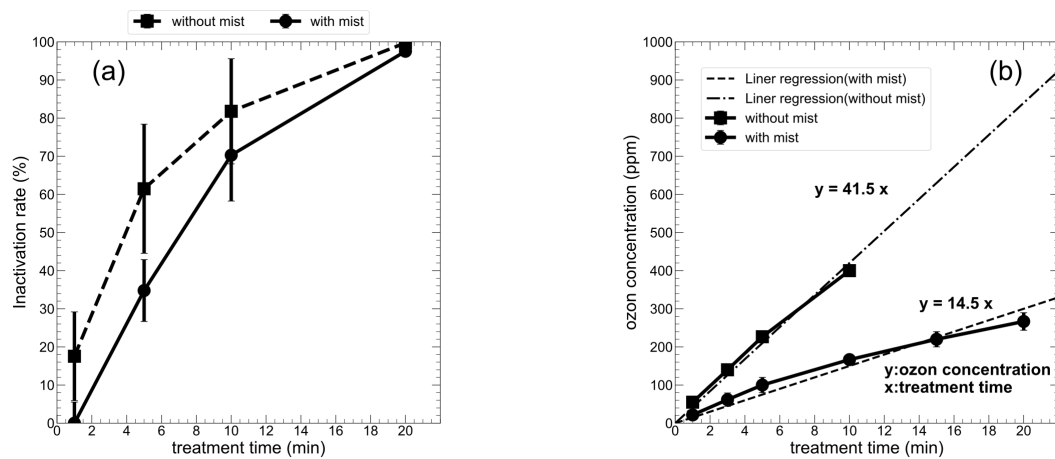 without mist with mist
(a)
100
90
80
70
60
50
40
30
20
10
0
Inactivation rate (%)
0 2 4 6 8 10 12 14 16 18 20
treatment time (min)
(b)
Liner regression(with mist)
Liner regression(without mist)
without mist
with mist
1000
900
800
700
600
500
400
300
200
100
0
ozon concentration (ppm)
y = 41.5 x
y = 14.5 x
y:ozon concentration
x:treatment time
0 2 4 6 8 10 12 14 16 18 20
treatment time (min)